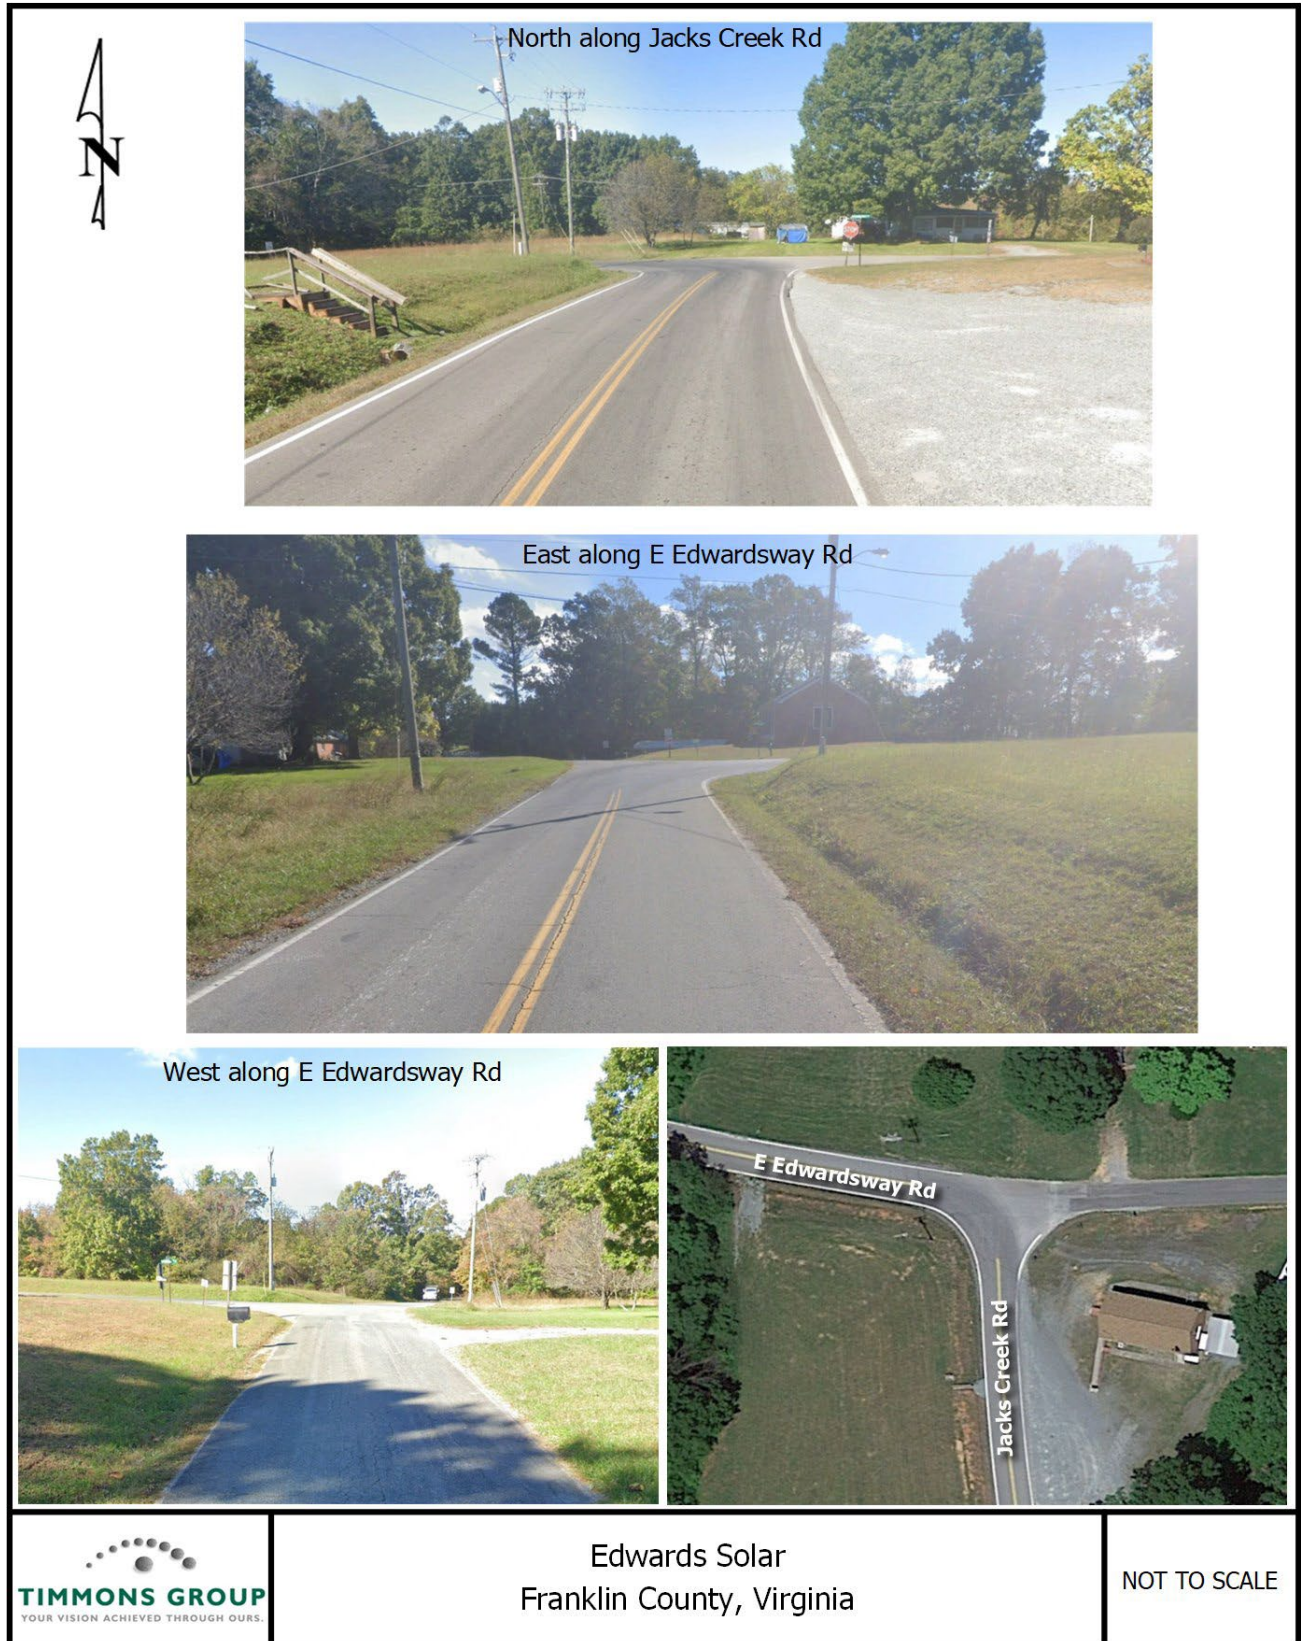 North along Jacks Creek Rd
N
STOP
East along E Edwardsway Rd
West along E Edwardsway Rd
E Edwardsway Rd
Jacks Creek Rd
TIMMONS GROUP
YOUR VISION ACHIEVED THROUGH OURS.
Edwards Solar
Franklin County, Virginia
NOT TO SCALE